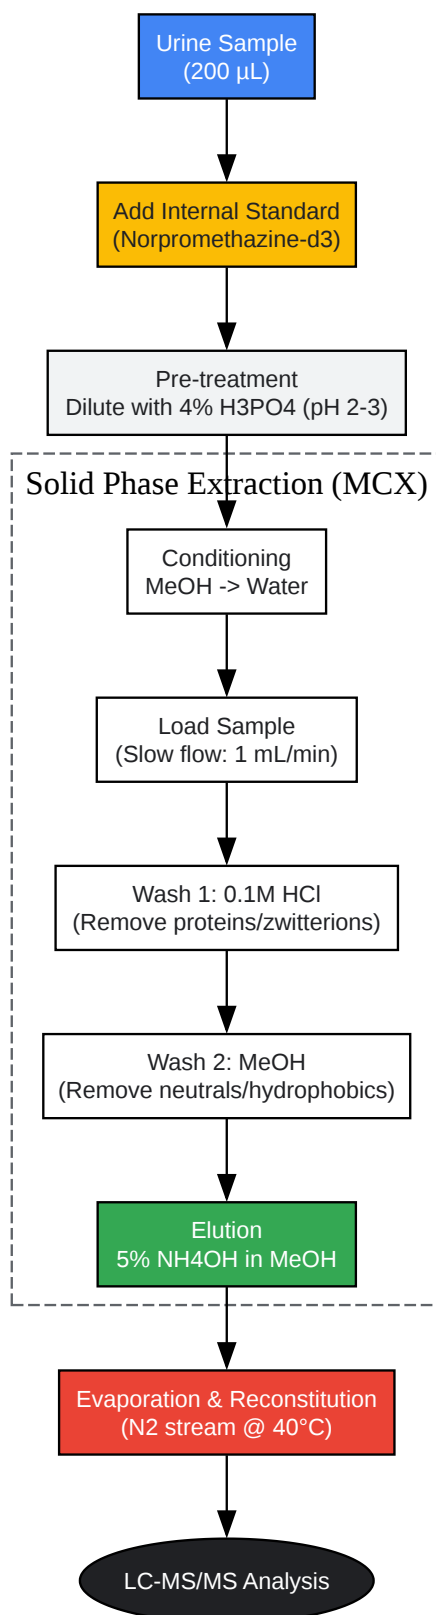 Urine Sample
(200 µL)
Add Internal Standard
(Norpromethazine-d3)
Pre-treatment
Dilute with 4% H3PO4 (pH 2-3)
Solid Phase Extraction (MCX)
Conditioning
MeOH -> Water
Load Sample
(Slow flow: 1 mL/min)
Wash 1: 0.1M HCl
(Remove proteins/zwitterions)
Wash 2: MeOH
(Remove neutrals/hydrophobics)
Elution
5% NH4OH in MeOH
Evaporation & Reconstitution
(N2 stream @ 40°C)
LC-MS/MS Analysis